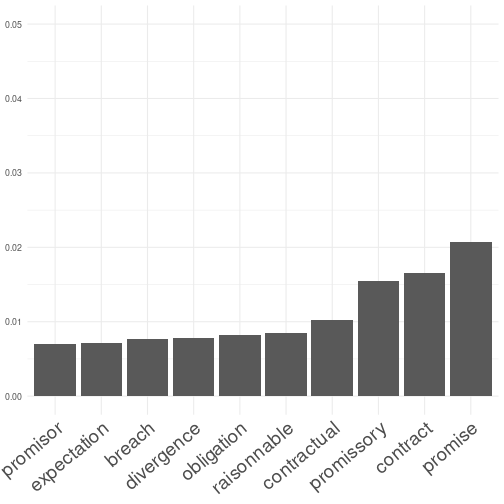 0.05
0.04
0.03
0.02
0.01
0.00
promisor
expectation
breach
divergence
obligation
raisonnable
contractual
promissory
contract
promise